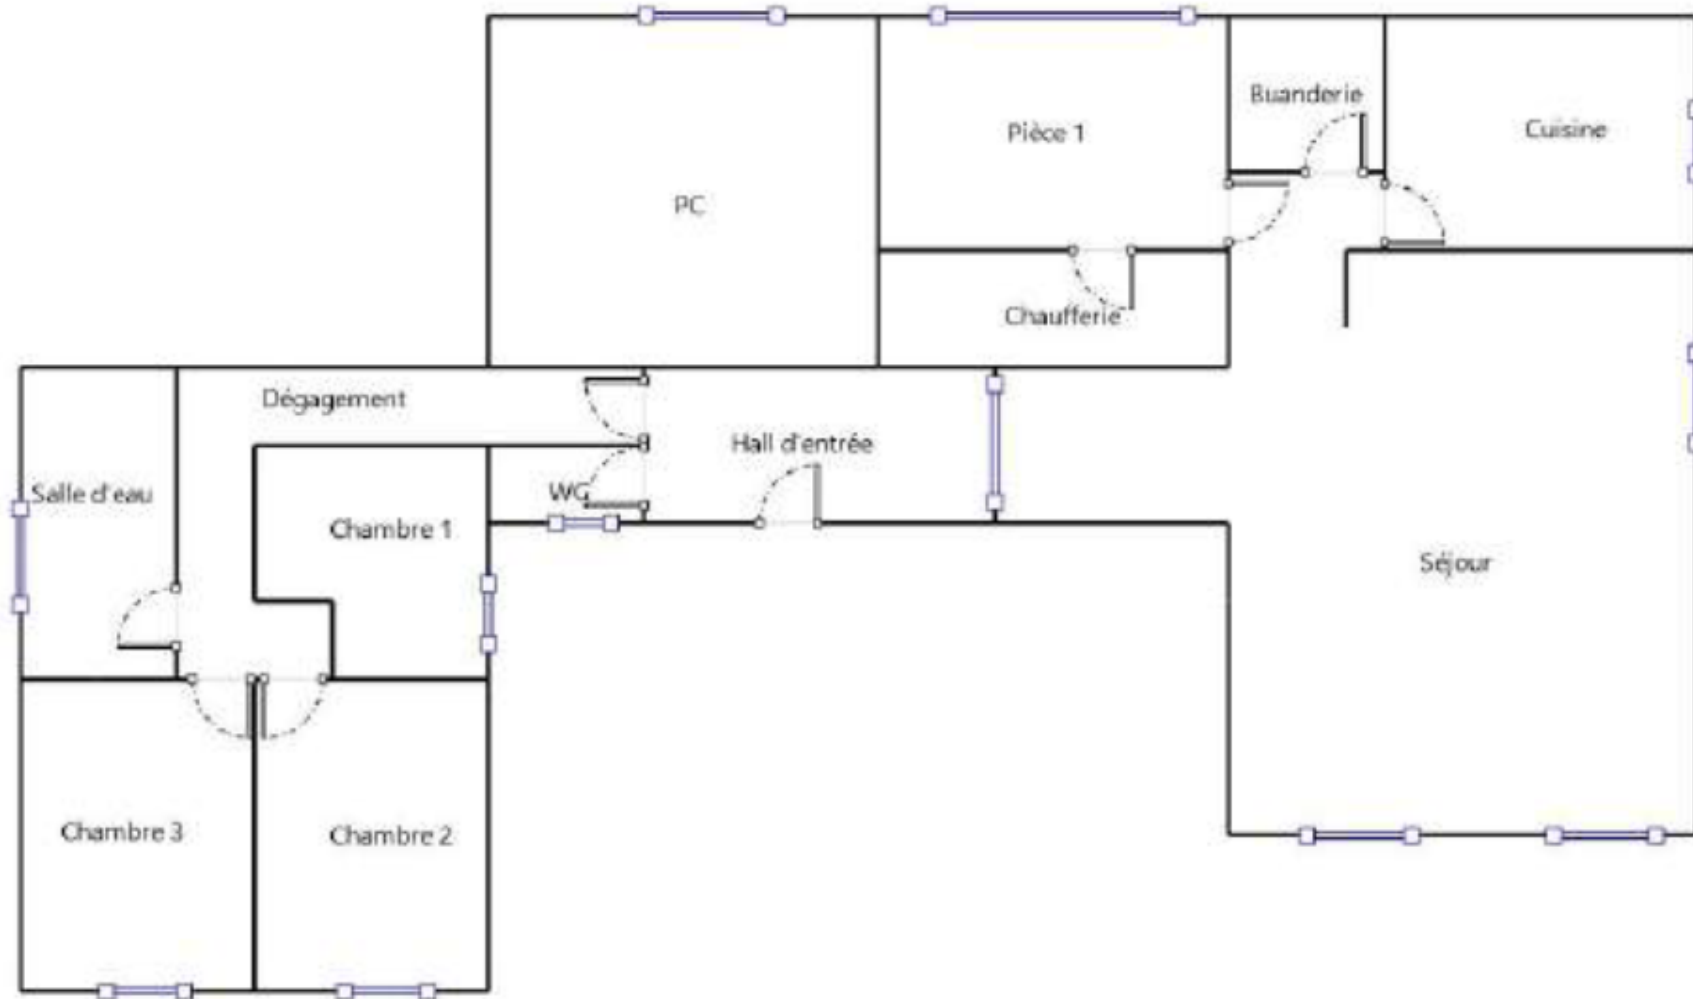 Buanderie
Pièce 1
Cuisine
PC
Chaufferie
Dégagement
Hall d'entrée
Salle d'eau
WC
Chambre 1
Séjour
Chambre 3
Chambre 2